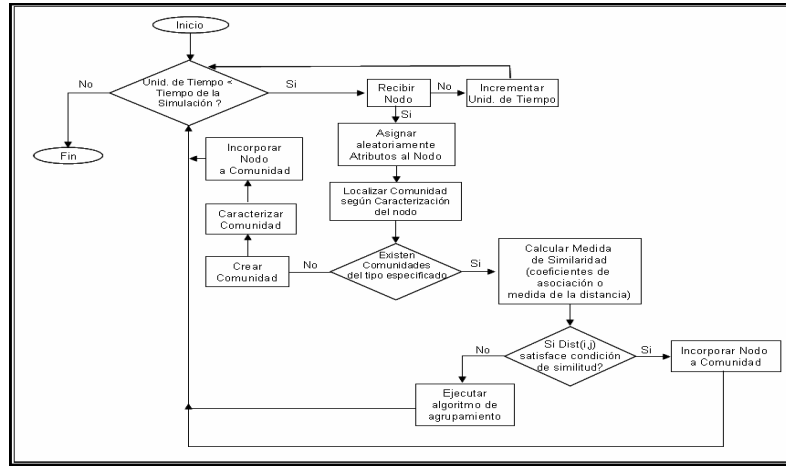 Inicio
Unid. de Tiempo <
Tiempo de la
Simulación ?
No
Si
Fin
Recibir
Nodo
No
Incrementar
Unid. de Tiempo
Si
Asignar
aleatoriamente
Atributos al Nodo
Localizar Comunidad
según Caracterización
del nodo
Incorporar
Nodo
a Comunidad
Caracterizar
Comunidad
Crear
Comunidad
No
Existen
Comunidades
del tipo especificado
Si
Calcular Medida
de Similaridad
(coeficientes de
asociación o
medida de la distancia)
Si Dist(i,j)
satisface condición
de similitud?
No
Si
Incorporar Nodo
a Comunidad
Ejecutar
algoritmo de
agrupamiento